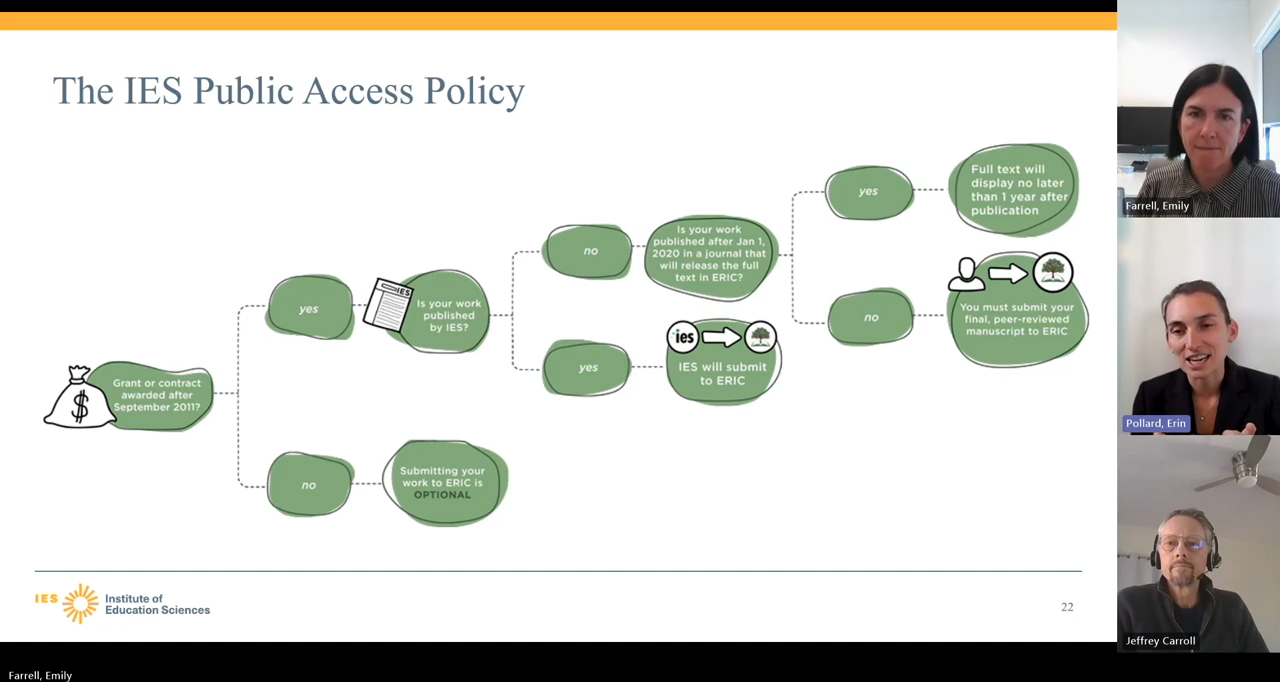 The IES Public Access Policy
$
Grant or contract
awarded after
September 2011?
yes
IES
Is your work
published
by IES?
no
Submitting your
work to ERIC is
OPTIONAL
no
Is your work
published after Jan 1,
2020 in a journal that
will release the full
text in ERIC?
yes
ies
IES will submit
to ERIC
yes
Full text will
display no later
than 1 year after
publication
no
You must submit your
final, peer-reviewed
manuscript to ERIC
IES
Institute of
Education Sciences
22
Farrell, Emily
Pollard, Erin
Jeffrey Carroll
Farrell, Emily